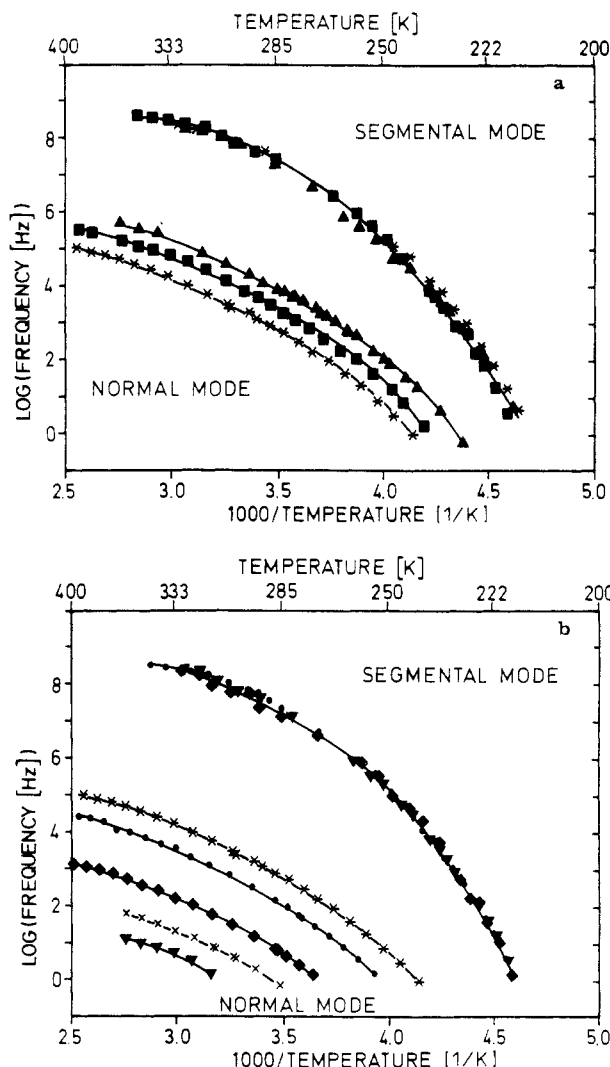 TEMPERATURE [K]
400 333 285 250 222 200
a
SEGMENTAL MODE
8
6
4
2
0
LOG(FREQUENCY [Hz])
NORMAL MODE
2.5 3.0 3.5 4.0 4.5 5.0
1000/TEMPERATURE [1/K]
TEMPERATURE [K]
400 333 285 250 222 200
b
SEGMENTAL MODE
8
6
4
2
0
LOG(FREQUENCY [Hz])
NORMAL MODE
2.5 3.0 3.5 4.0 4.5 5.0
1000/TEMPERATURE [1/K]